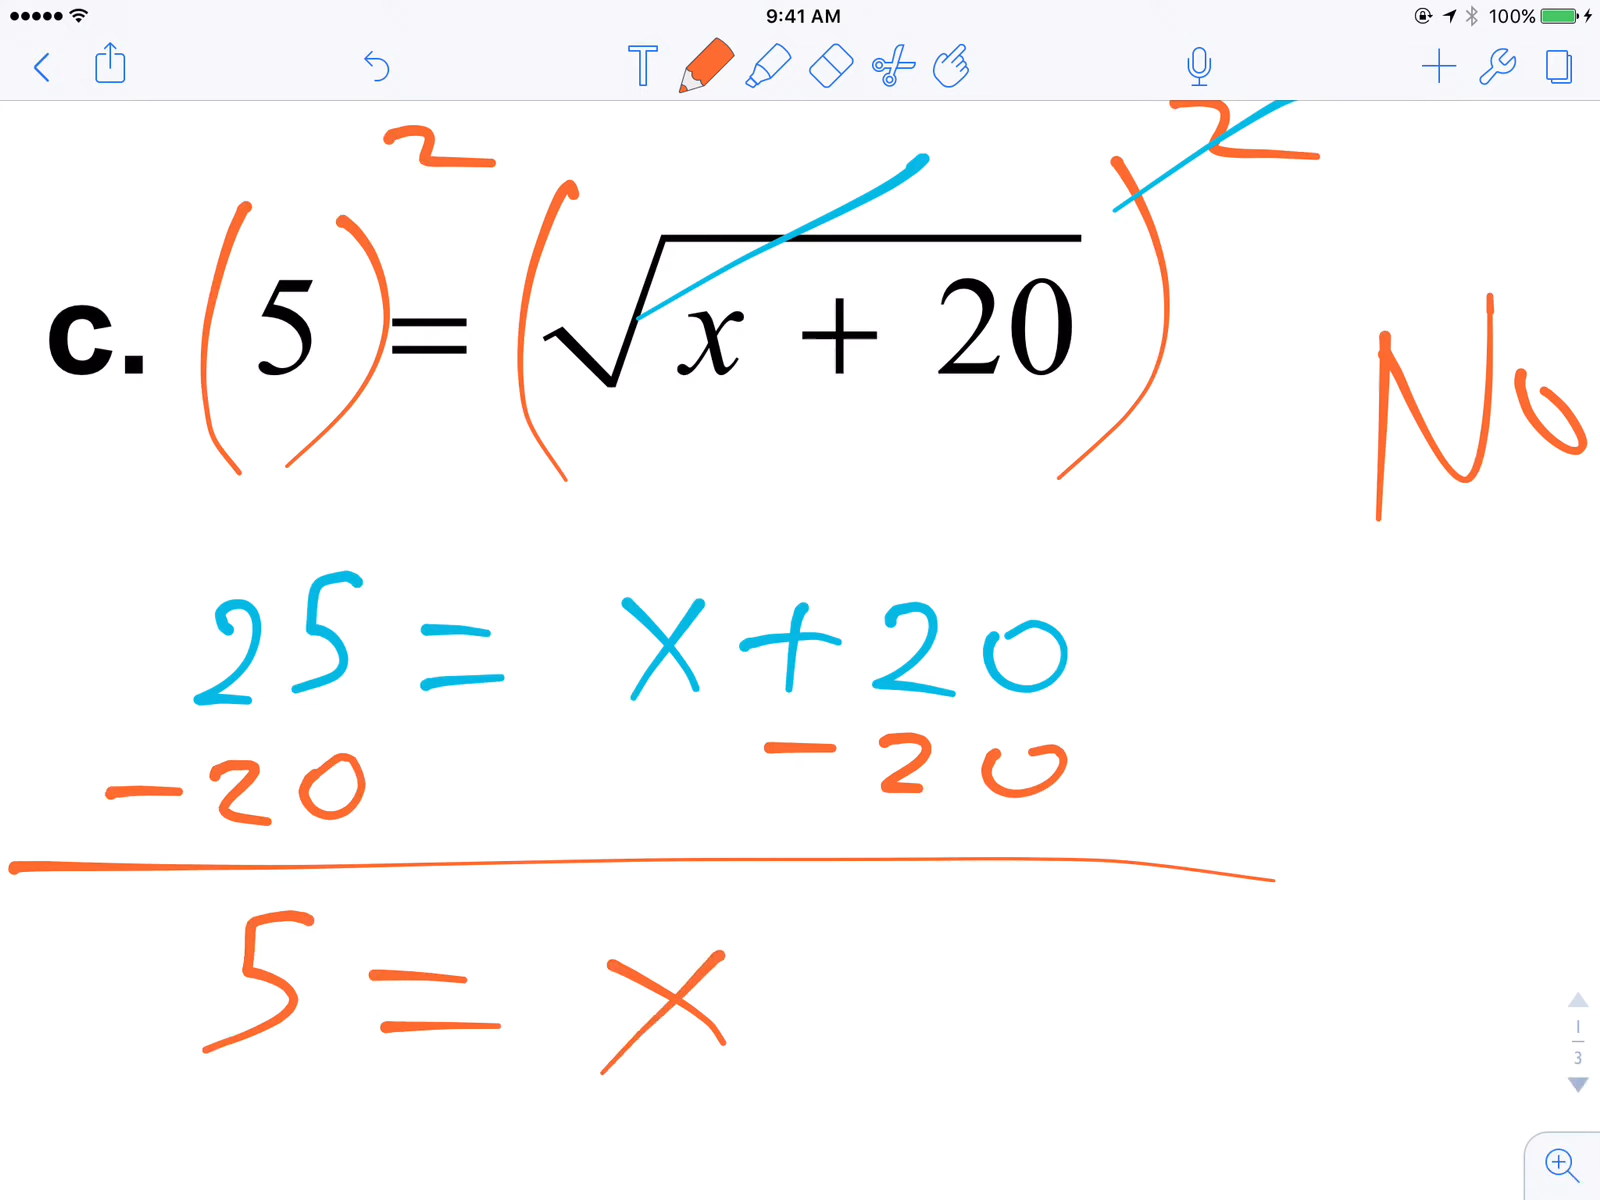 9:41 AM
100%
T
2 2
c. (5) = (√x + 20)
No
25 = x + 20
- 20 - 20
5 = x
1
3